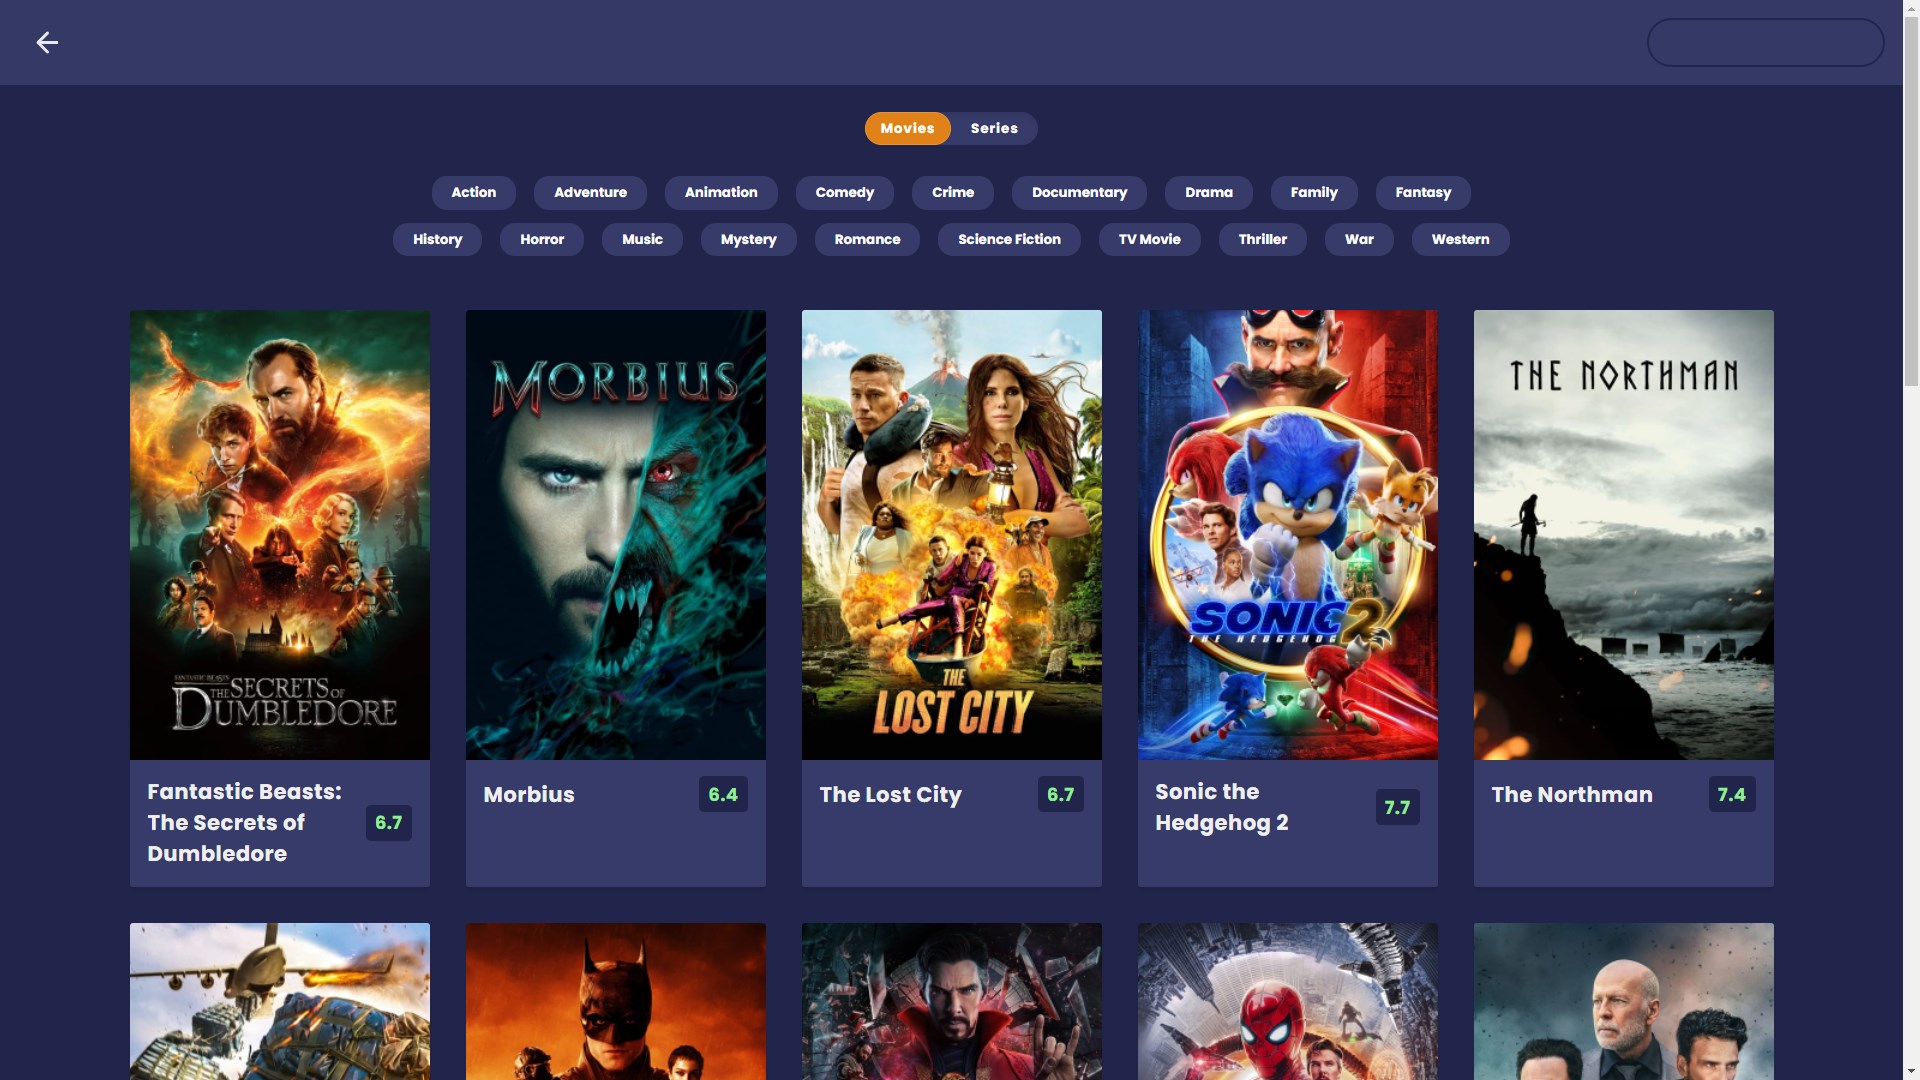 Movies Series
Action Adventure Animation Comedy Crime Documentary Drama Family Fantasy
History Horror Music Mystery Romance Science Fiction TV Movie Thriller War Western
FANTASTIC BEASTS
THE SECRETS OF
DUMBLEDORE
MORBIUS
THE
LOST CITY
SONIC 2
THE HEDGEHOG
THE NORTHMAN
Fantastic Beasts:
The Secrets of
Dumbledore
6.7
Morbius 6.4
The Lost City 6.7
Sonic the
Hedgehog 2
7.7
The Northman 7.4